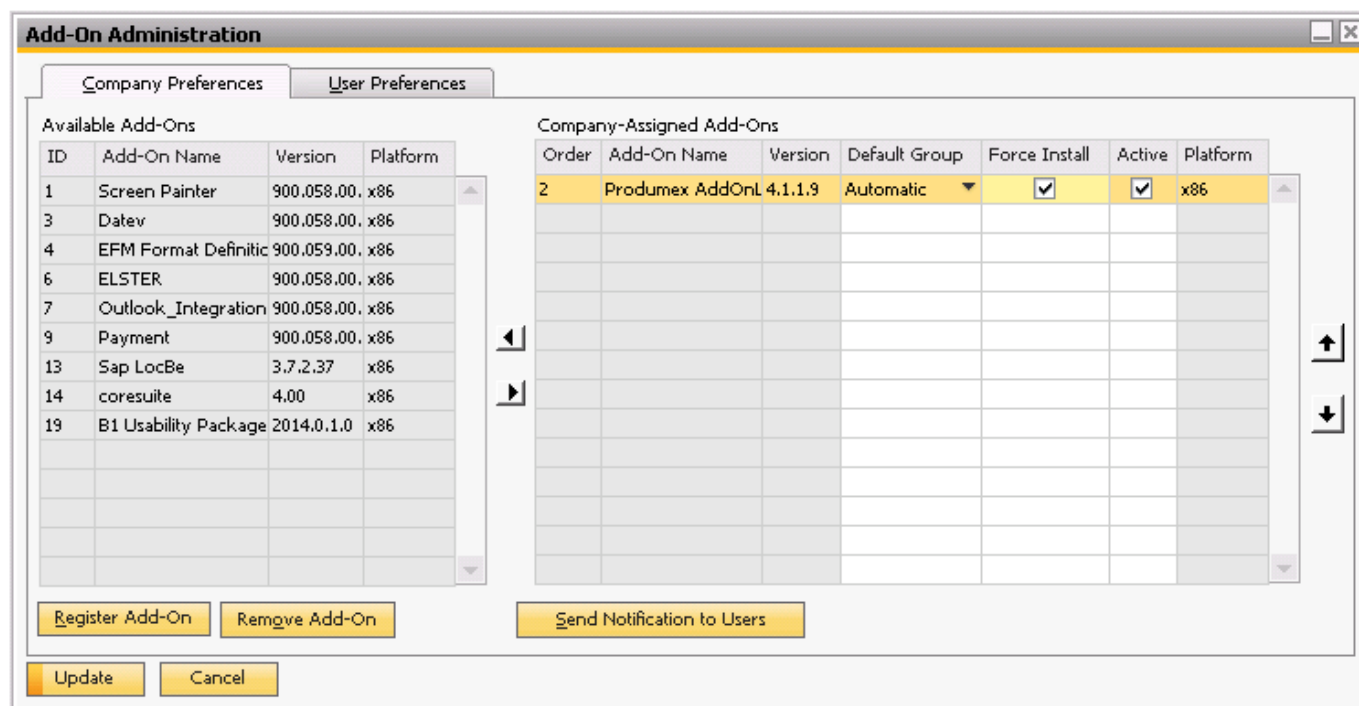 Add-On Administration
Company Preferences User Preferences
Available Add-Ons
ID Add-On Name Version Platform
1 Screen Painter 900.058.00. x86
3 Datev 900.058.00. x86
4 EFM Format Definitic 900.059.00. x86
6 ELSTER 900.058.00. x86
7 Outlook_Integration 900.058.00. x86
9 Payment 900.058.00. x86
13 Sap LocBe 3.7.2.37 x86
14 coresuite 4.00 x86
19 B1 Usability Package 2014.0.1.0 x86
Company-Assigned Add-Ons
Order Add-On Name Version Default Group Force Install Active Platform
2 Produmex AddOnL 4.1.1.9 Automatic x86
Register Add-On Remove Add-On Send Notification to Users
Update Cancel